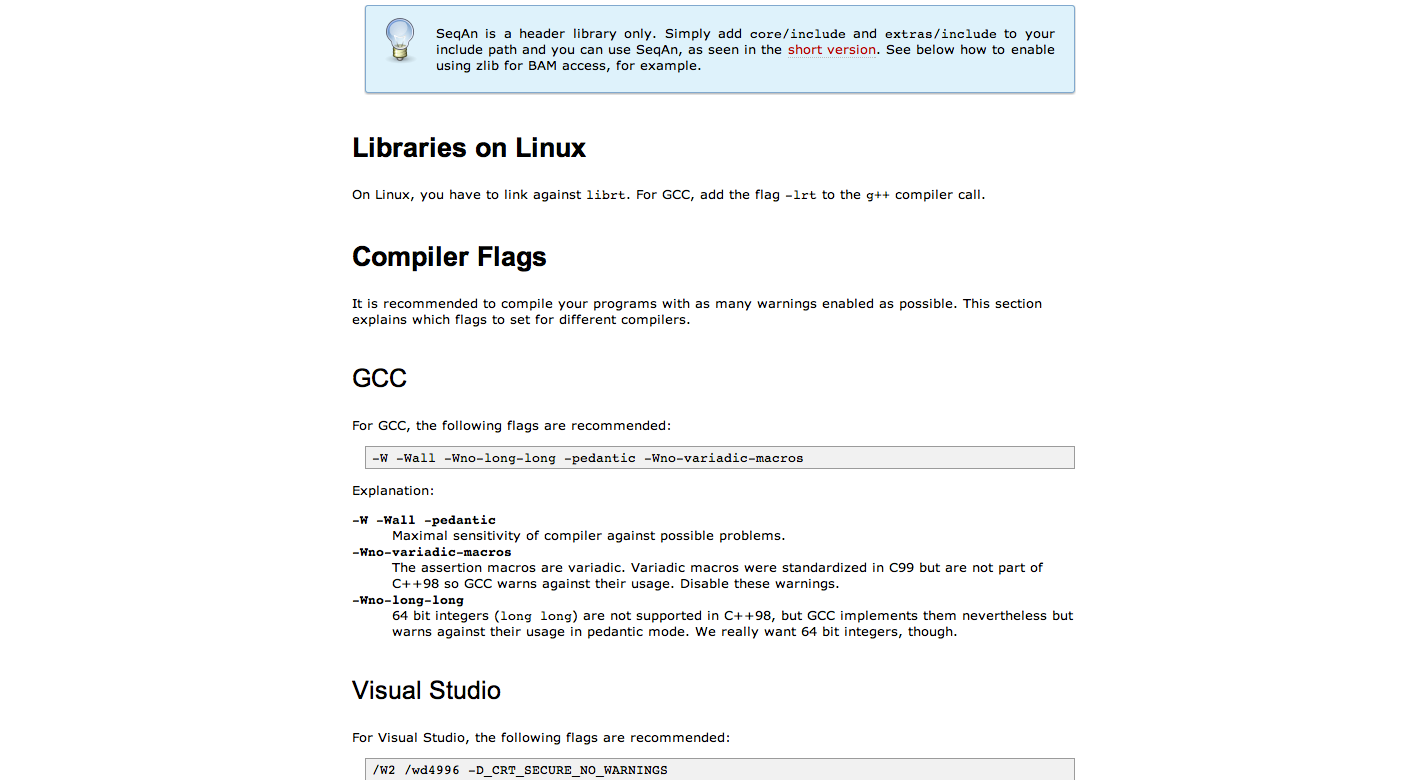 SeqAn is a header library only. Simply add core/include and extras/include to your
include path and you can use SeqAn, as seen in the short version. See below how to enable
using zlib for BAM access, for example.
Libraries on Linux
On Linux, you have to link against librt. For GCC, add the flag -lrt to the g++ compiler call.
Compiler Flags
It is recommended to compile your programs with as many warnings enabled as possible. This section
explains which flags to set for different compilers.
GCC
For GCC, the following flags are recommended:
-W -Wall -Wno-long-long -pedantic -Wno-variadic-macros
Explanation:
-W -Wall -pedantic
Maximal sensitivity of compiler against possible problems.
-Wno-variadic-macros
The assertion macros are variadic. Variadic macros were standardized in C99 but are not part of
C++98 so GCC warns against their usage. Disable these warnings.
-Wno-long-long
64 bit integers (long long) are not supported in C++98, but GCC implements them nevertheless but
warns against their usage in pedantic mode. We really want 64 bit integers, though.
Visual Studio
For Visual Studio, the following flags are recommended:
/W2 /wd4996 -D_CRT_SECURE_NO_WARNINGS